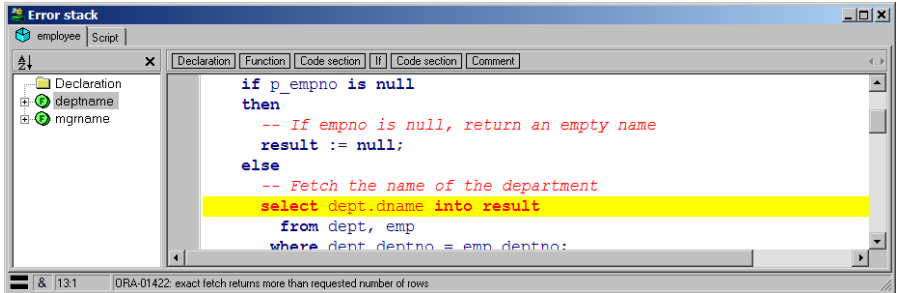 Error stack
employee Script
Declaration Function Code section If Code section Comment
Declaration
deptname
mgrname
if p_empno is null
then
-- If empno is null, return an empty name
result := null;
else
-- Fetch the name of the department
select dept.dname into result
from dept, emp
where dept.deptno = emp.deptno;
& 13:1 ORA-01422: exact fetch returns more than requested number of rows